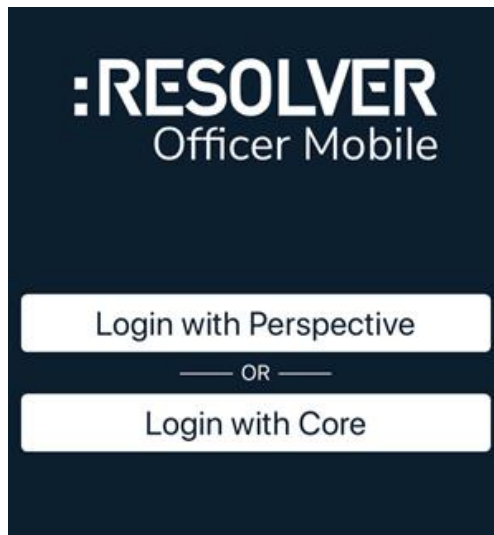 :RESOLVER
Officer Mobile
Login with Perspective
OR
Login with Core